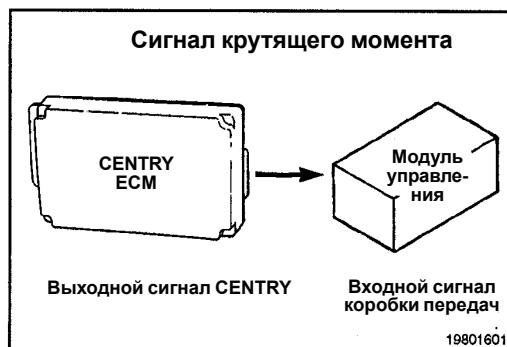 Сигнал крутящего момента
CENTRY
ECM
Модуль
управле-
ния
Выходной сигнал CENTRY
Входной сигнал
коробки передач
19801601